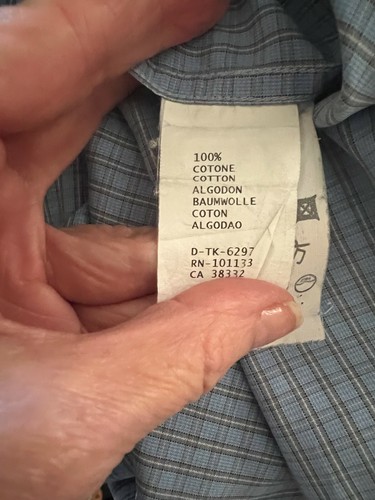 100%
COTONE
COTTON
ALGODON
BAUMWOLLE
COTON
ALGODAO
D-TK-6297
RN-101133
CA 38332